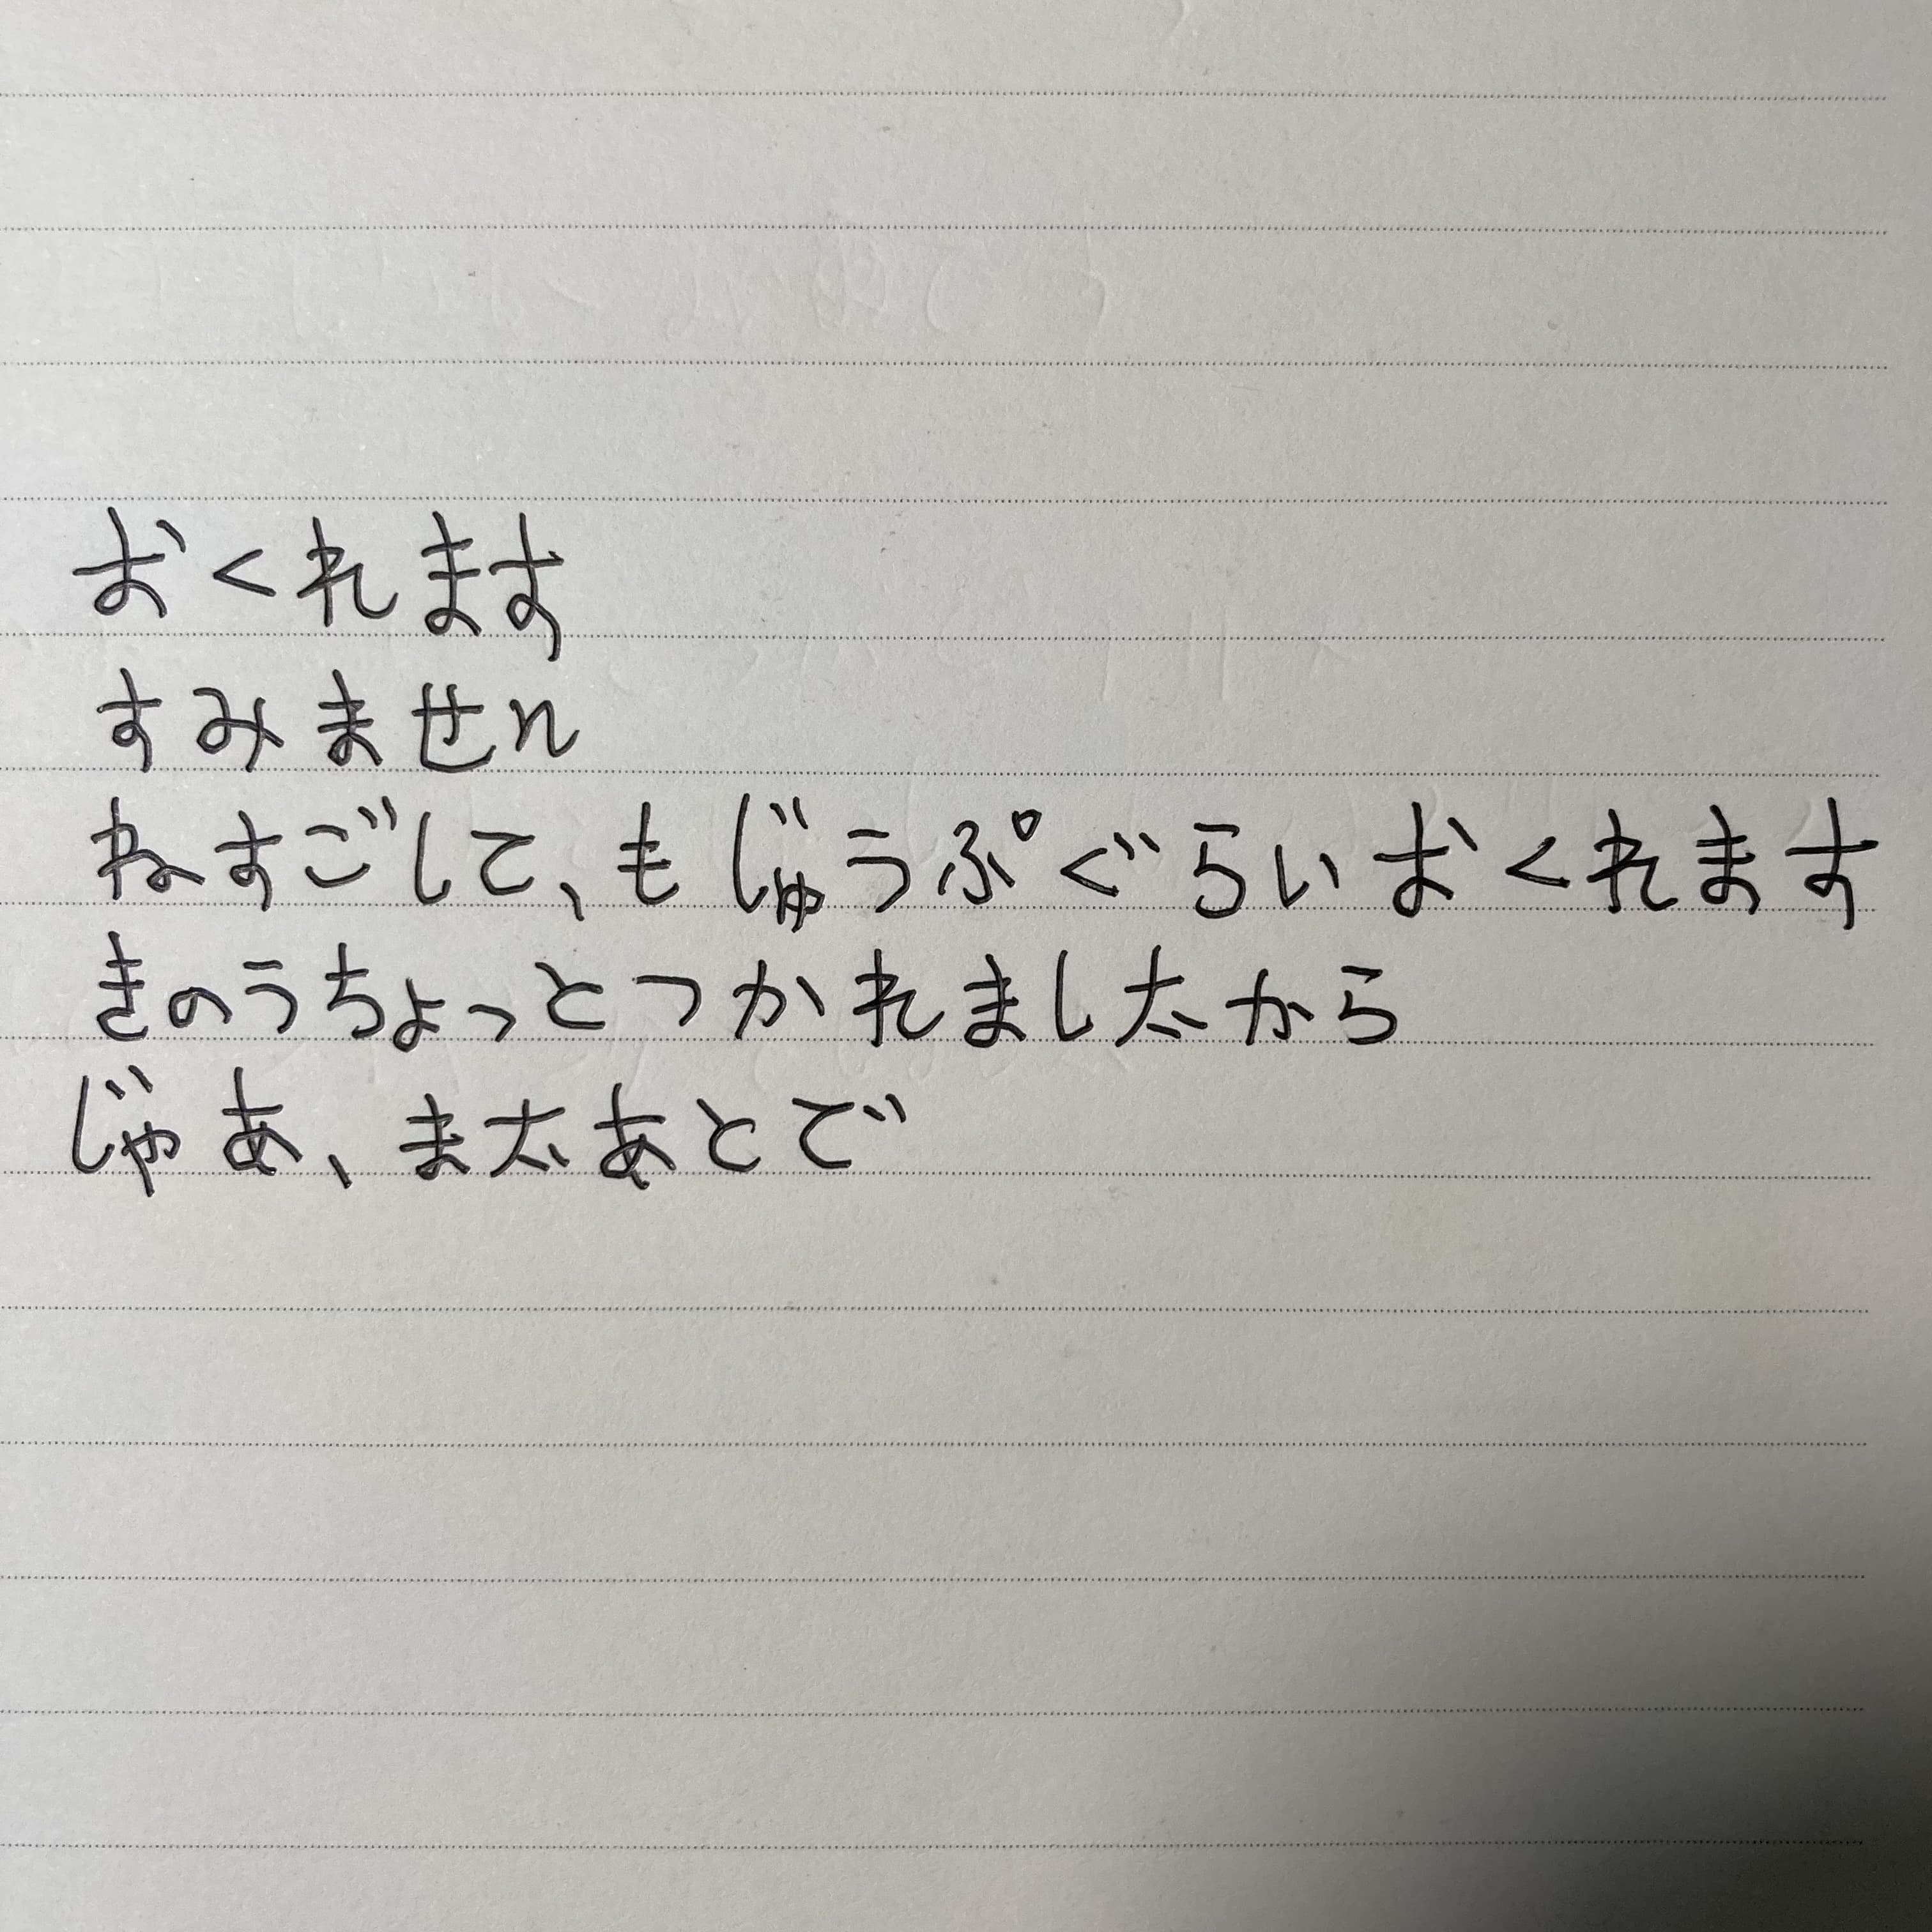 おくれます
すみません
ねすごして、もじゅうぷぐらいおくれます
きのうちょっとつかれまし太から
じゃあ、ま太あとで